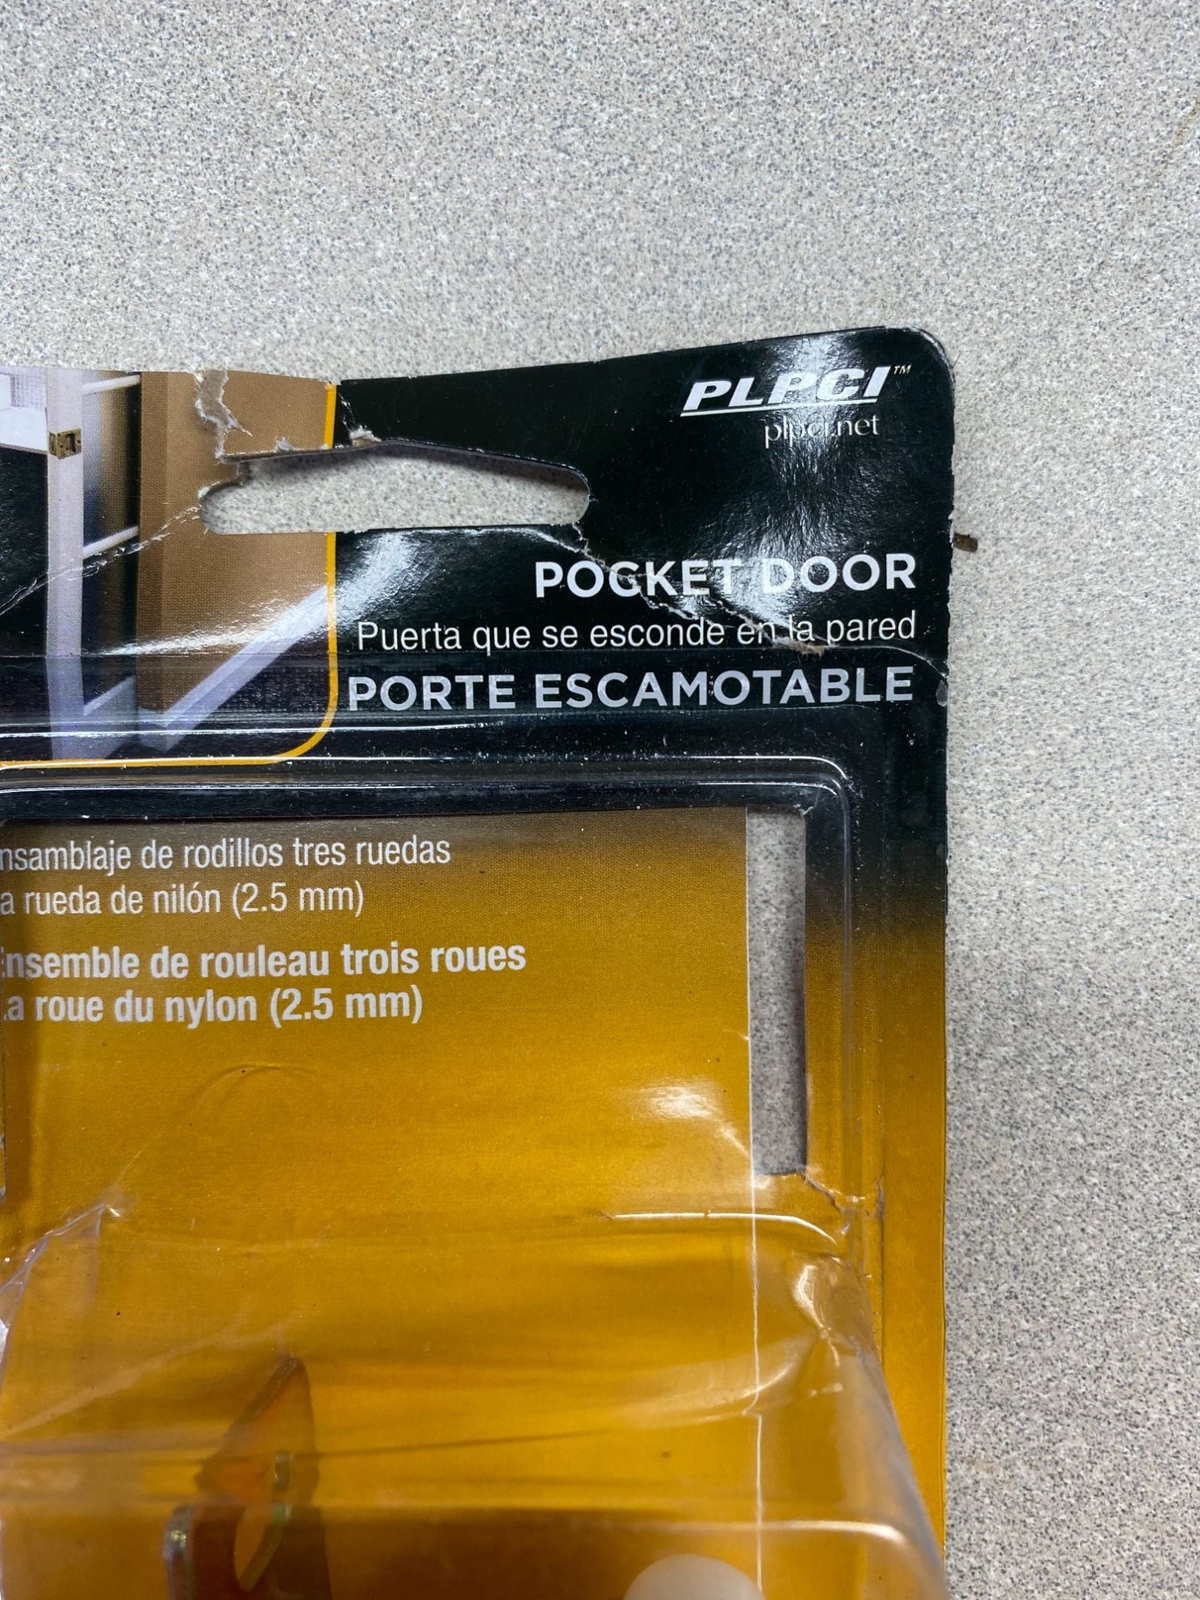 PLPCI™
plpci.net
POCKET DOOR
Puerta que se esconde en la pared
PORTE ESCAMOTABLE
nsamblaje de rodillos tres ruedas
a rueda de nilón (2.5 mm)
nsemble de rouleau trois roues
a roue du nylon (2.5 mm)